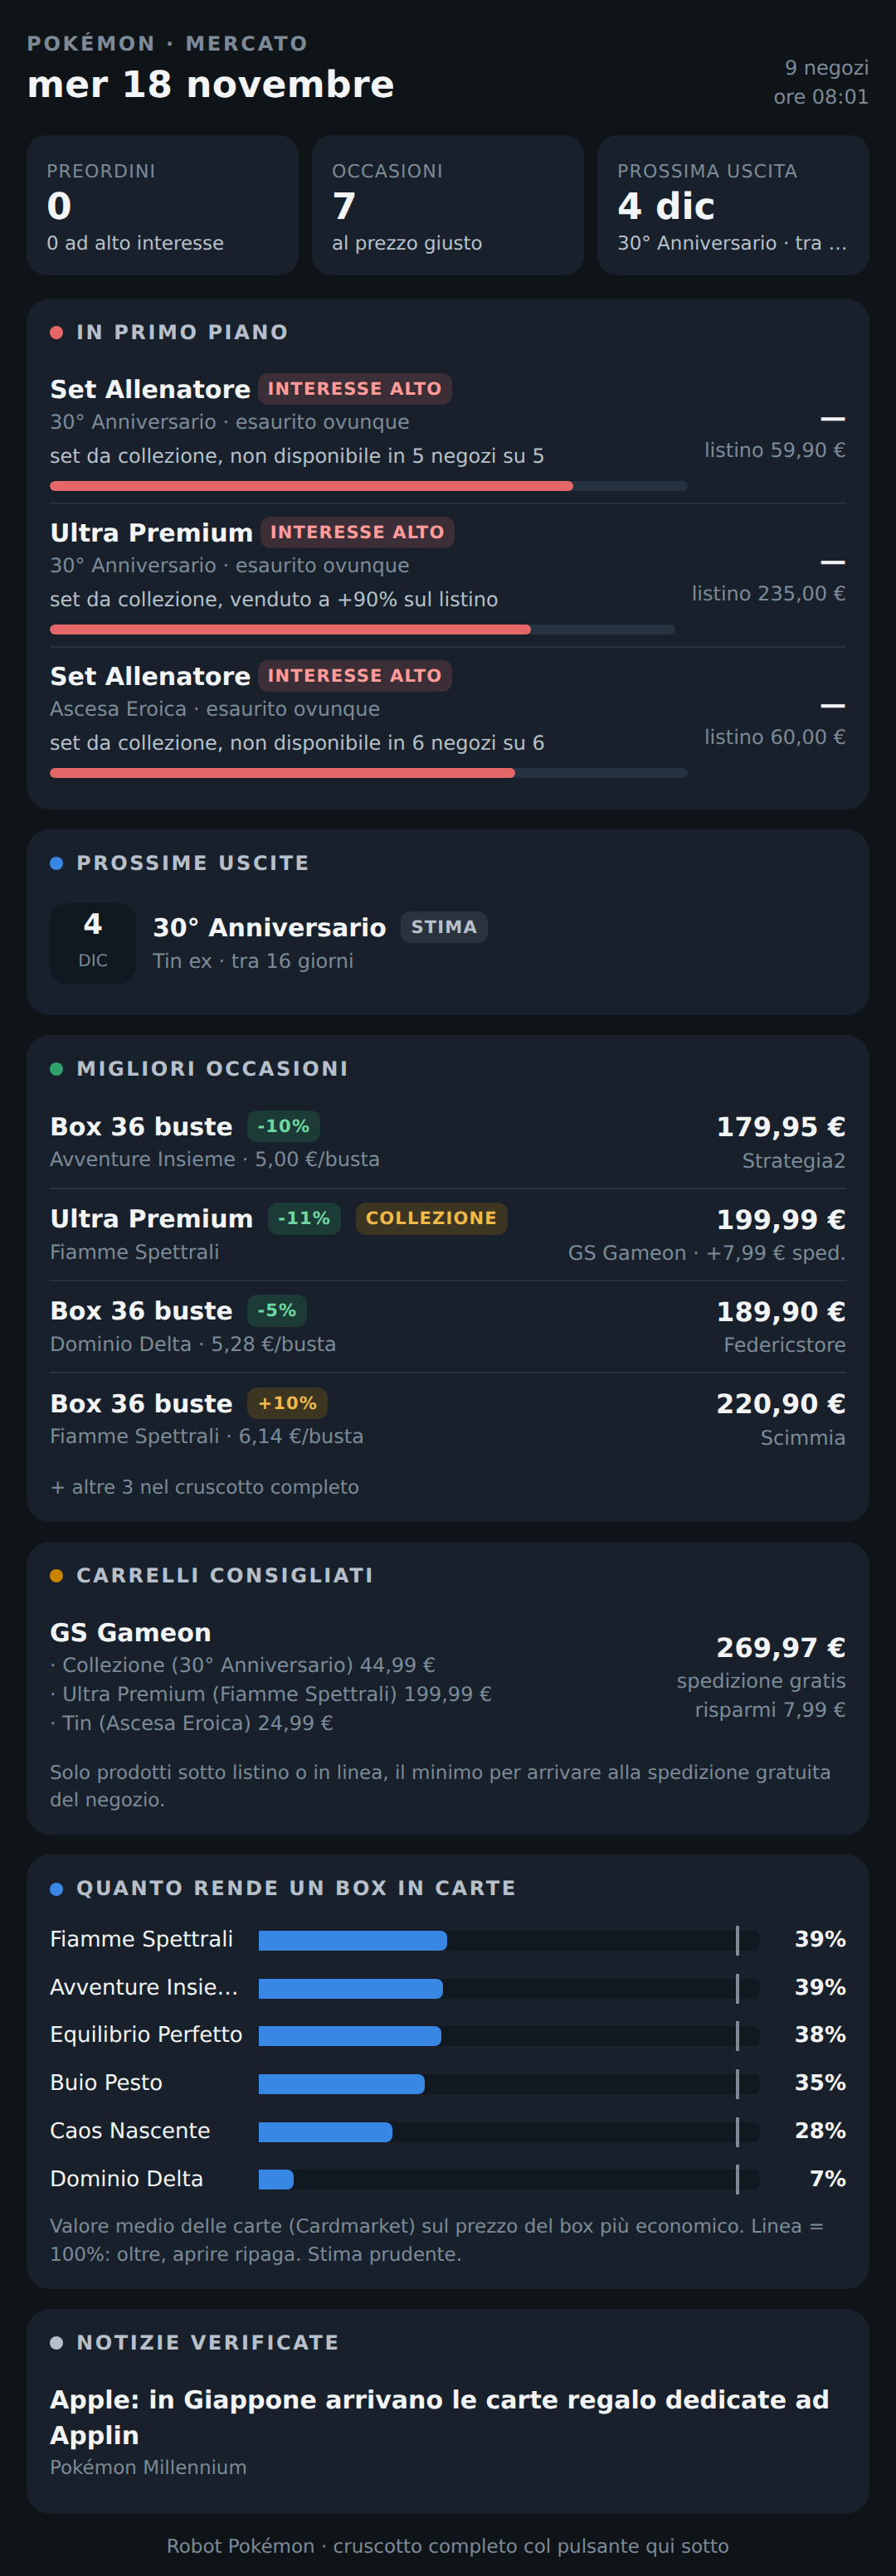 POKÉMON · MERCATO
mer 18 novembre
9 negozi
ore 08:01
PREORDINI
0
0 ad alto interesse
OCCASIONI
7
al prezzo giusto
PROSSIMA USCITA
4 dic
30° Anniversario · tra …
IN PRIMO PIANO
Set Allenatore INTERESSE ALTO
30° Anniversario · esaurito ovunque
set da collezione, non disponibile in 5 negozi su 5
—
listino 59,90 €
Ultra Premium INTERESSE ALTO
30° Anniversario · esaurito ovunque
set da collezione, venduto a +90% sul listino
—
listino 235,00 €
Set Allenatore INTERESSE ALTO
Ascesa Eroica · esaurito ovunque
set da collezione, non disponibile in 6 negozi su 6
—
listino 60,00 €
PROSSIME USCITE
4
DIC
30° Anniversario STIMA
Tin ex · tra 16 giorni
MIGLIORI OCCASIONI
Box 36 buste -10%
Avventure Insieme · 5,00 €/busta
179,95 €
Strategia2
Ultra Premium -11% COLLEZIONE
Fiamme Spettrali
199,99 €
GS Gameon · +7,99 € sped.
Box 36 buste -5%
Dominio Delta · 5,28 €/busta
189,90 €
Federicstore
Box 36 buste +10%
Fiamme Spettrali · 6,14 €/busta
220,90 €
Scimmia
+ altre 3 nel cruscotto completo
CARRELLI CONSIGLIATI
GS Gameon
· Collezione (30° Anniversario) 44,99 €
· Ultra Premium (Fiamme Spettrali) 199,99 €
· Tin (Ascesa Eroica) 24,99 €
269,97 €
spedizione gratis
risparmi 7,99 €
Solo prodotti sotto listino o in linea, il minimo per arrivare alla spedizione gratuita
del negozio.
QUANTO RENDE UN BOX IN CARTE
Fiamme Spettrali 39%
Avventure Insie… 39%
Equilibrio Perfetto 38%
Buio Pesto 35%
Caos Nascente 28%
Dominio Delta 7%
Valore medio delle carte (Cardmarket) sul prezzo del box più economico. Linea =
100%: oltre, aprire ripaga. Stima prudente.
NOTIZIE VERIFICATE
Apple: in Giappone arrivano le carte regalo dedicate ad
Applin
Pokémon Millennium
Robot Pokémon · cruscotto completo col pulsante qui sotto